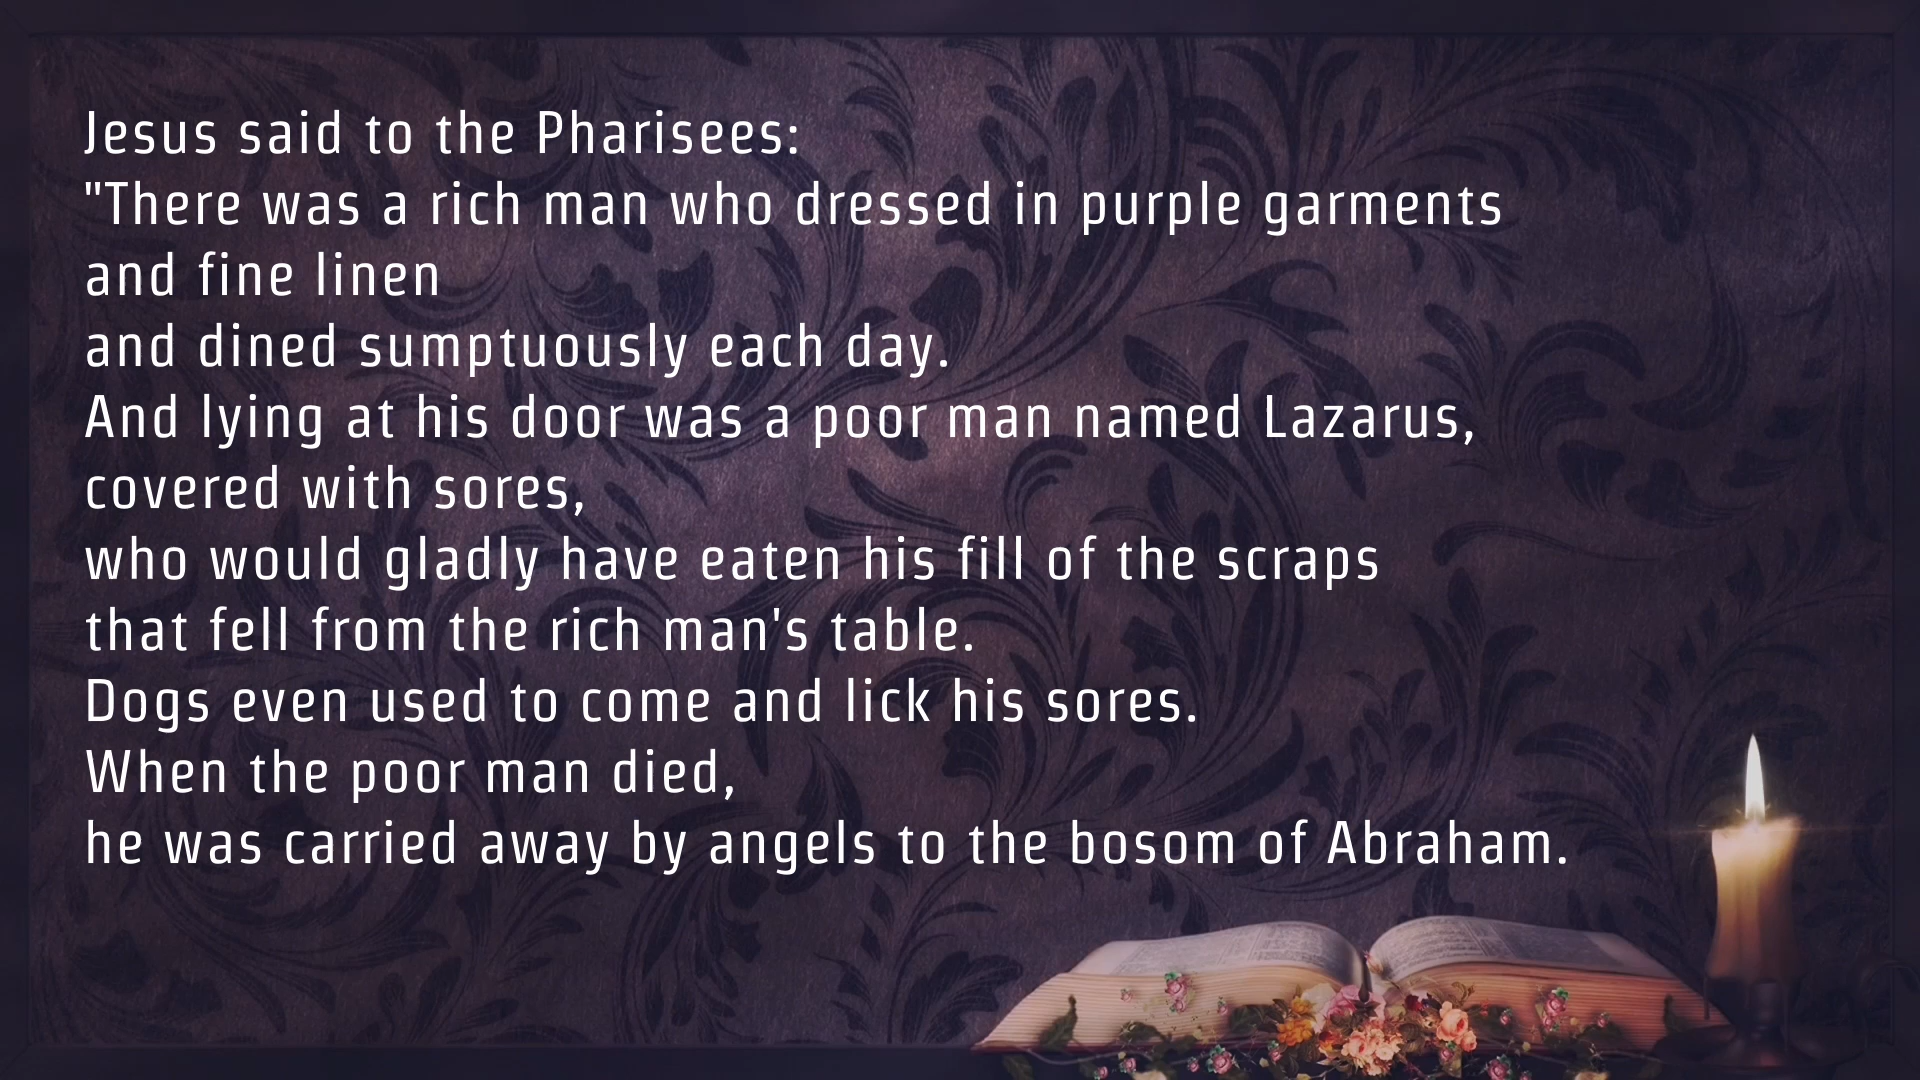 Jesus said to the Pharisees:
"There was a rich man who dressed in purple garments
and fine linen
and dined sumptuously each day.
And lying at his door was a poor man named Lazarus,
covered with sores,
who would gladly have eaten his fill of the scraps
that fell from the rich man's table.
Dogs even used to come and lick his sores.
When the poor man died,
he was carried away by angels to the bosom of Abraham.